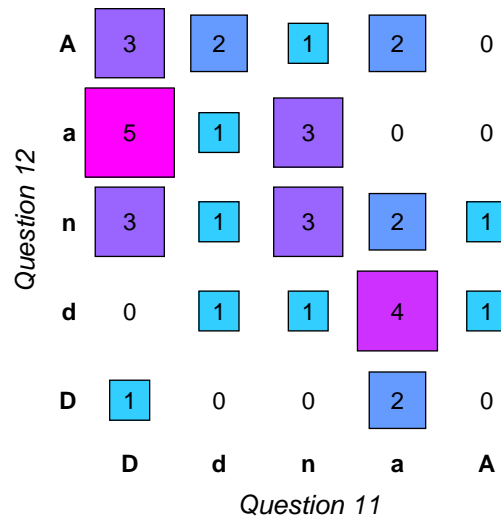 A 3 2 1 2 0
a 5 1 3 0 0
n 3 1 3 2 1
d 0 1 1 4 1
D 1 0 0 2 0
D d n a A
Question 11
Question 12